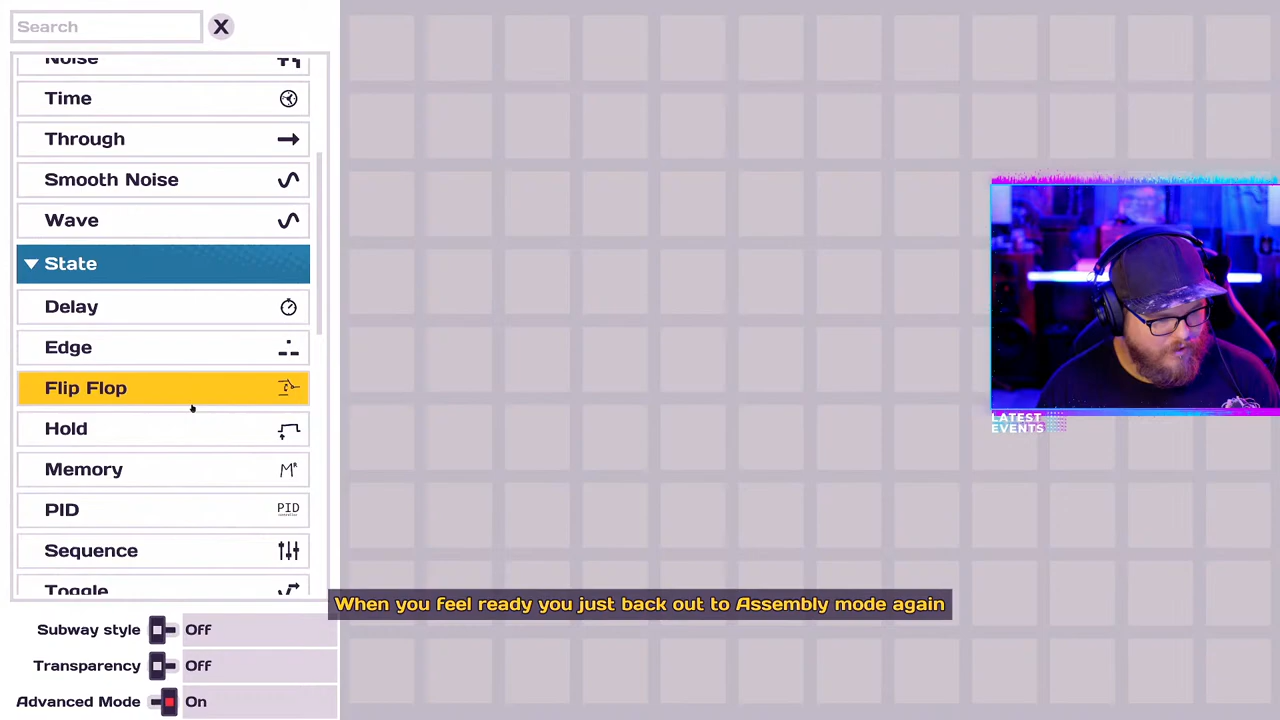 Search X
Noise
Time
Through
Smooth Noise
Wave
State
Delay
Edge
Flip Flop
Hold
Memory
PID PID
Sequence
Toggle
When you feel ready you just back out to Assembly mode again
Subway style Off
Transparency Off
Advanced Mode On
LATEST
EVENTS